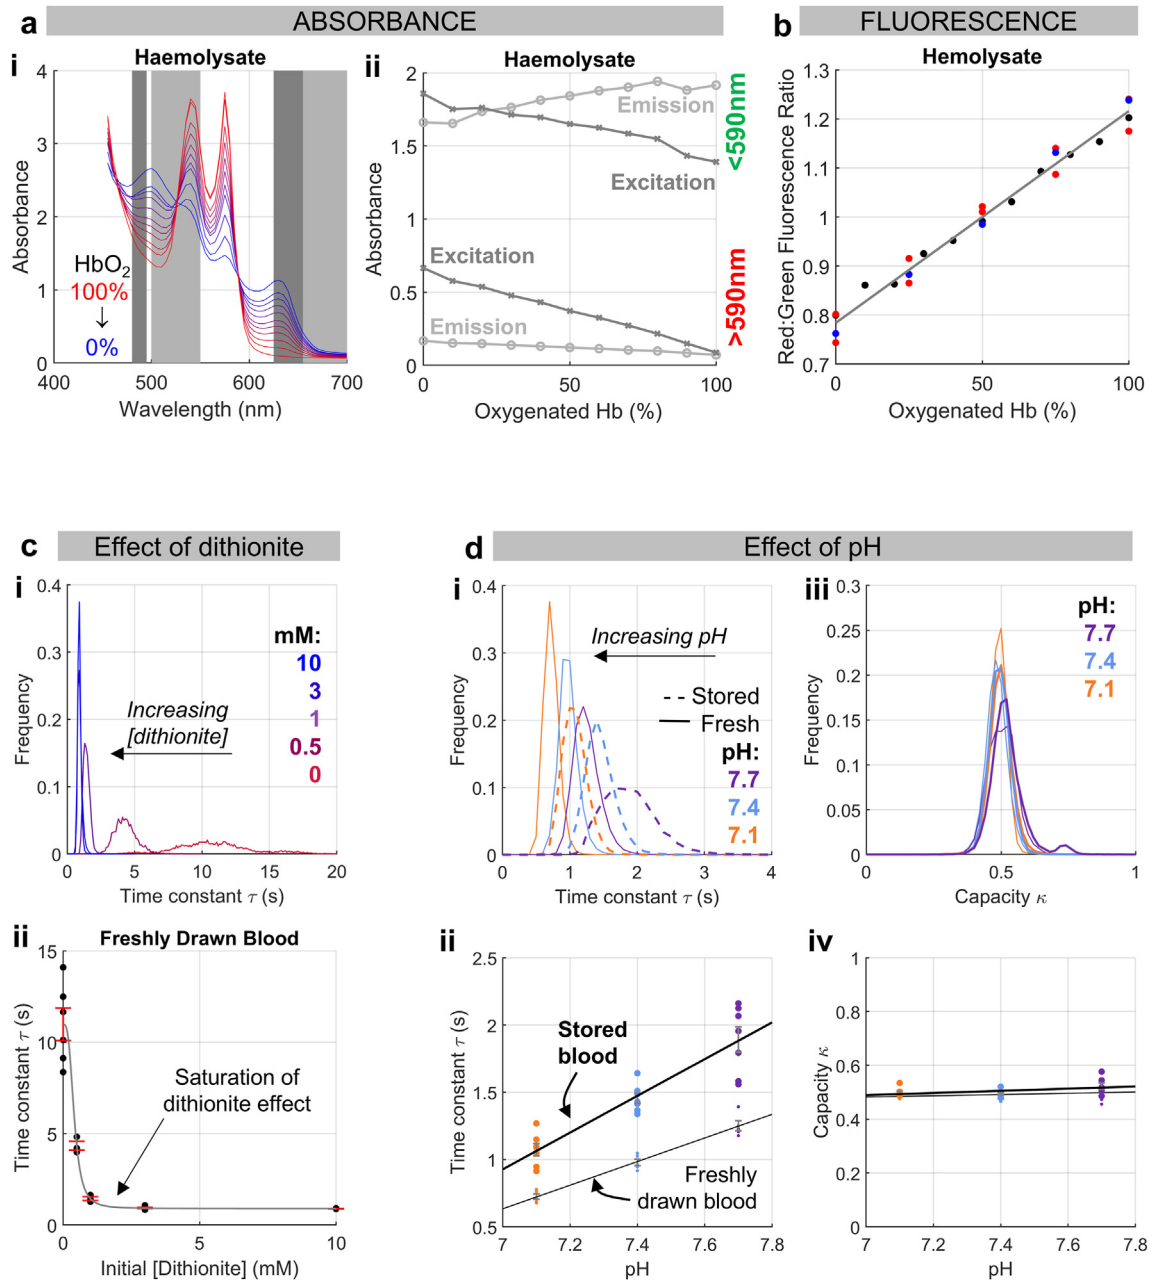 a ABSORBANCE
b FLUORESCENCE
i Haemolysate
4
3
2
1
0
400 500 600 700
Absorbance
Wavelength (nm)
HbO2
100%
↓
0%
ii Haemolysate
2
1.5
1
0.5
0
0 50 100
Absorbance
Oxygenated Hb (%)
Emission
Excitation
Excitation
Emission
<590nm
>590nm
Hemolysate
1.3
1.2
1.1
1
0.9
0.8
0.7
0 50 100
Red:Green Fluorescence Ratio
Oxygenated Hb (%)
c Effect of dithionite
i
0.4
0.3
0.2
0.1
0
0 5 10 15 20
Frequency
Time constant τ (s)
mM:
10
3
1
0.5
0
Increasing
[dithionite]
ii Freshly Drawn Blood
15
10
5
0
0 5 10
Time constant τ (s)
Initial [Dithionite] (mM)
Saturation of
dithionite effect
d Effect of pH
i
0.4
0.3
0.2
0.1
0
0 1 2 3 4
Frequency
Time constant τ (s)
Increasing pH
Stored
Fresh
pH:
7.7
7.4
7.1
iii
0.3
0.25
0.2
0.15
0.1
0.05
0
0 0.5 1
Frequency
Capacity κ
pH:
7.7
7.4
7.1
ii
2.5
2
1.5
1
0.5
7 7.2 7.4 7.6 7.8
Time constant τ (s)
pH
Stored
blood
Freshly
drawn blood
iv
1
0.8
0.6
0.4
0.2
0
7 7.2 7.4 7.6 7.8
Capacity κ
pH